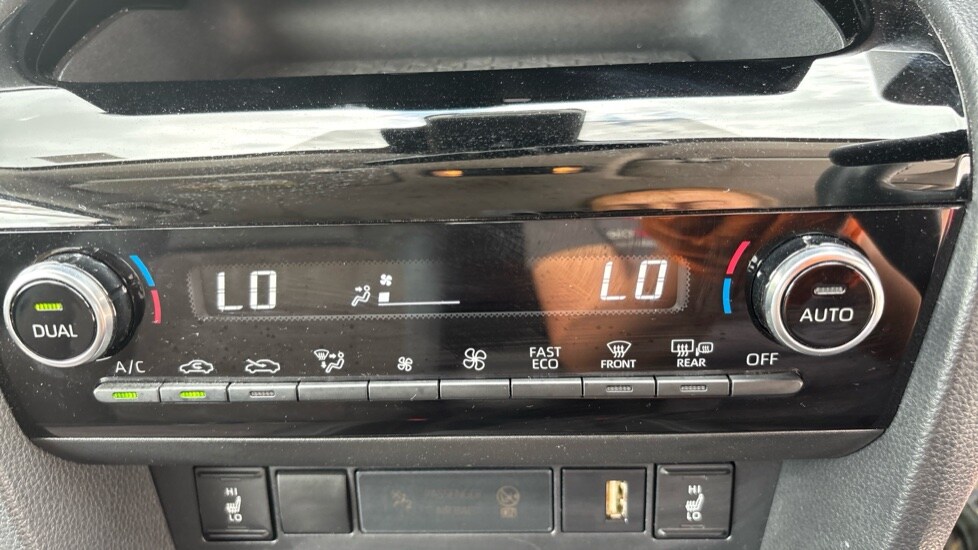 LO LO
DUAL AUTO
A/C FAST ECO FRONT REAR OFF
HI HI
LO LO